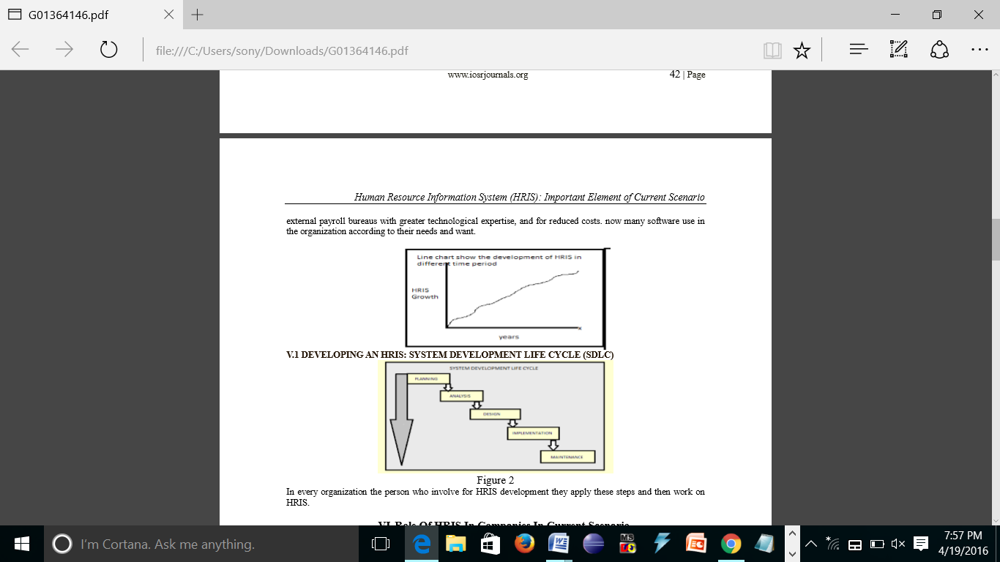 G01364146.pdf
file:///C:/Users/sony/Downloads/G01364146.pdf
www.iosrjournals.org 42 | Page
Human Resource Information System (HRIS): Important Element of Current Scenario
external payroll bureaus with greater technological expertise, and for reduced costs. now many software use in
the organization according to their needs and want.
Line chart show the development of HRIS in
different time period
HRIS
Growth
x
years
V.1 DEVELOPING AN HRIS: SYSTEM DEVELOPMENT LIFE CYCLE (SDLC)
SYSTEM DEVELOPMENT LIFE CYCLE
PLANNING
ANALYSIS
DESIGN
IMPLEMENTATION
MAINTENANCE
Figure 2
In every organization the person who involve for HRIS development they apply these steps and then work on
HRIS.
VI. Role Of HRIS In Companies In Current Scenario
I'm Cortana. Ask me anything.
MS
EC
7:57 PM
4/19/2016